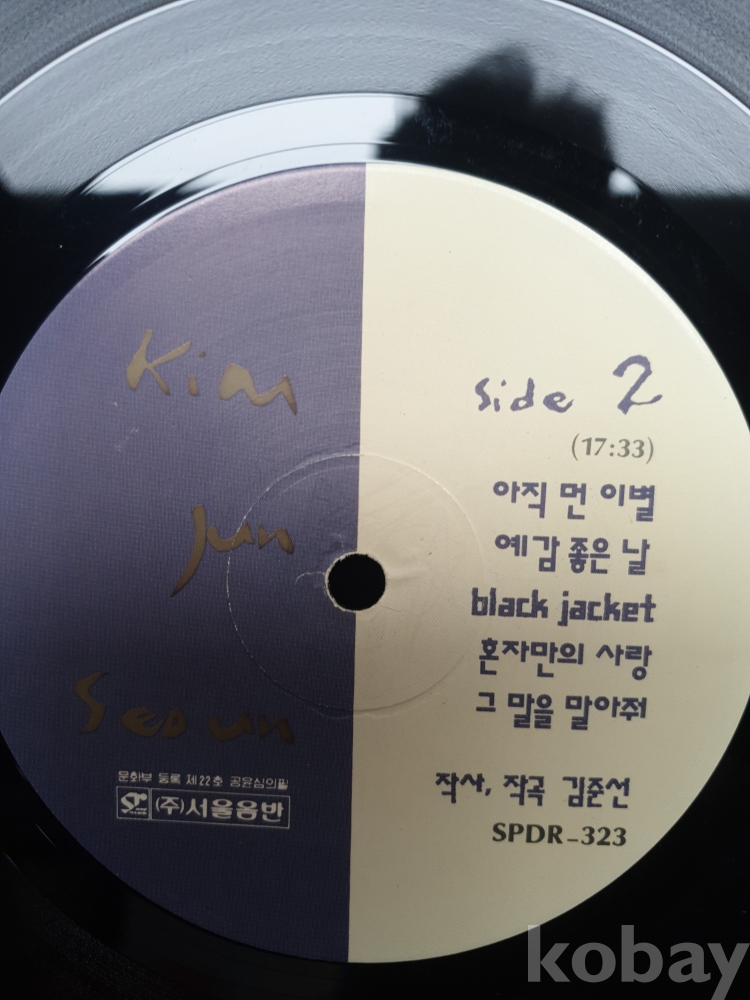 Kim
Jun
Seoun
문화부 등록 제22호 공윤심의필
(주)서울음반
Side 2
(17:33)
아직 먼 이별
예감 좋은 날
black jacket
혼자만의 사랑
그 말을 말아줘
작사, 작곡 김준선
SPDR-323
kobay